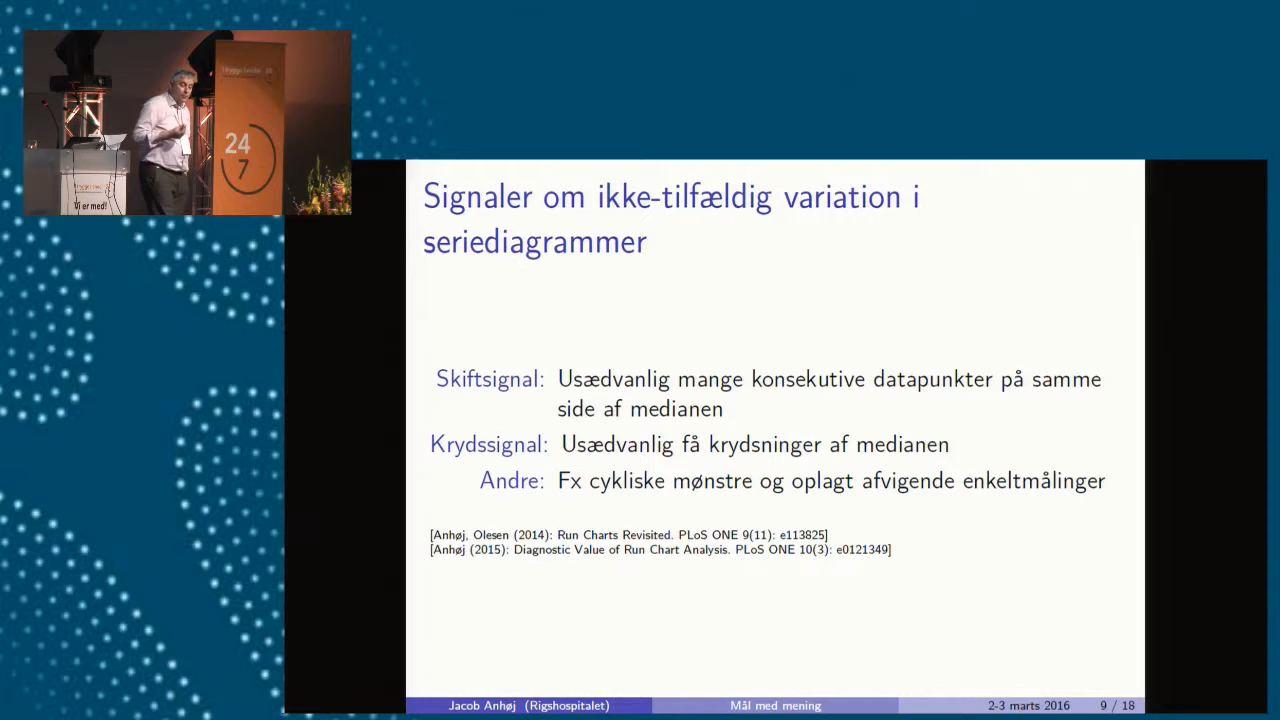 24
7
Vi er med!
Signaler om ikke-tilfældig variation i
seriediagrammer
Skiftsignal: Usædvanlig mange konsekutive datapunkter på samme
side af medianen
Krydssignal: Usædvanlig få krydsninger af medianen
Andre: Fx cykliske mønstre og oplagt afvigende enkeltmålinger
[Anhøj, Olesen (2014): Run Charts Revisited. PLoS ONE 9(11): e113825]
[Anhøj (2015): Diagnostic Value of Run Chart Analysis. PLoS ONE 10(3): e0121349]
Jacob Anhøj (Rigshospitalet) Mål med mening 2-3 marts 2016 9 / 18